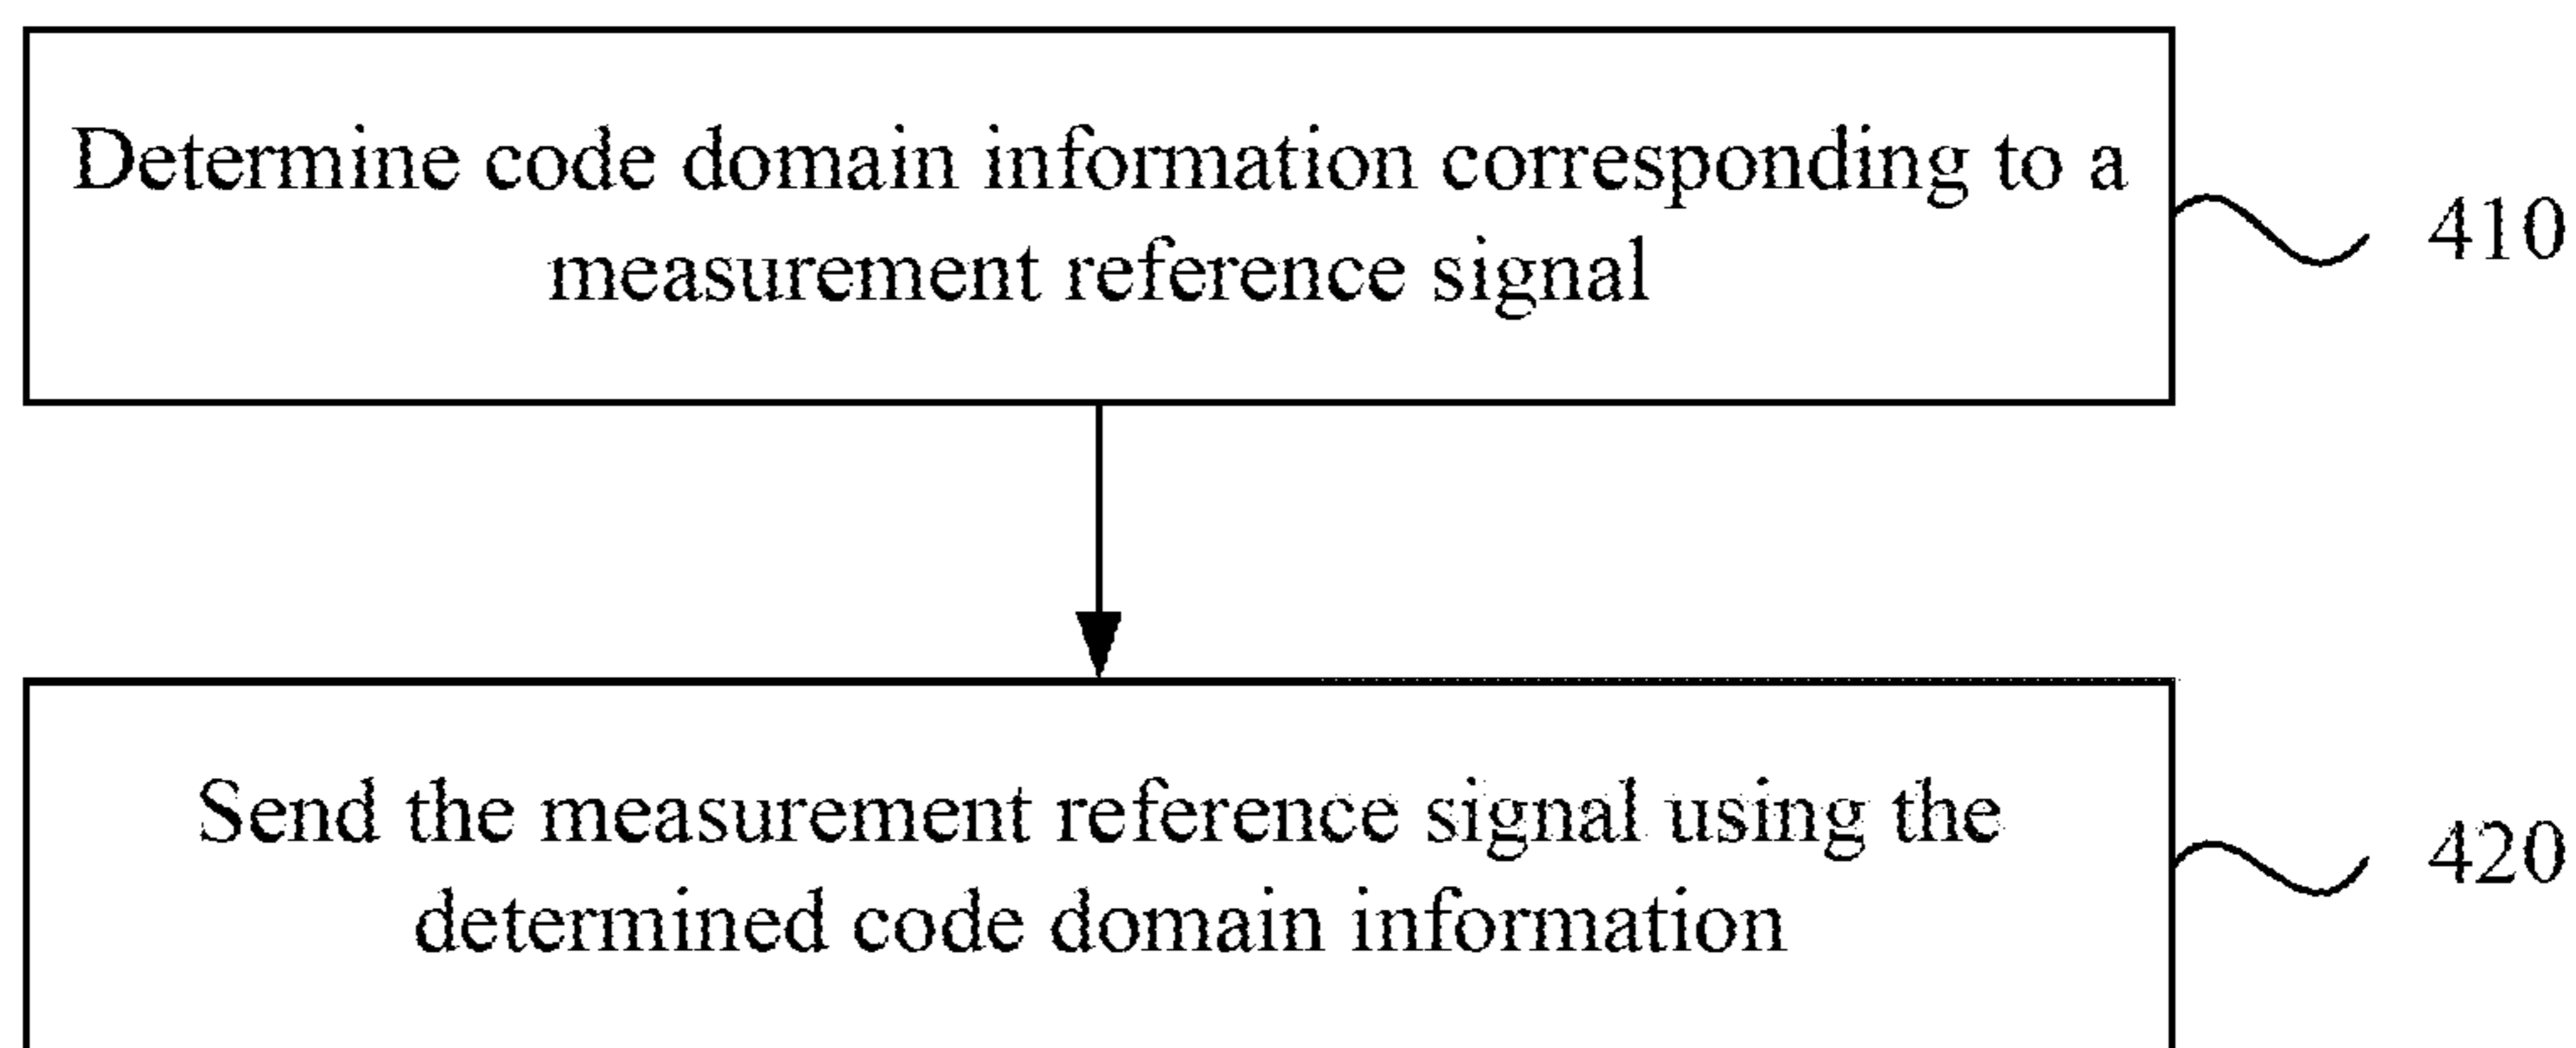 Determine code domain information corresponding to a
measurement reference signal
410
Send the measurement reference signal using the
determined code domain information
420